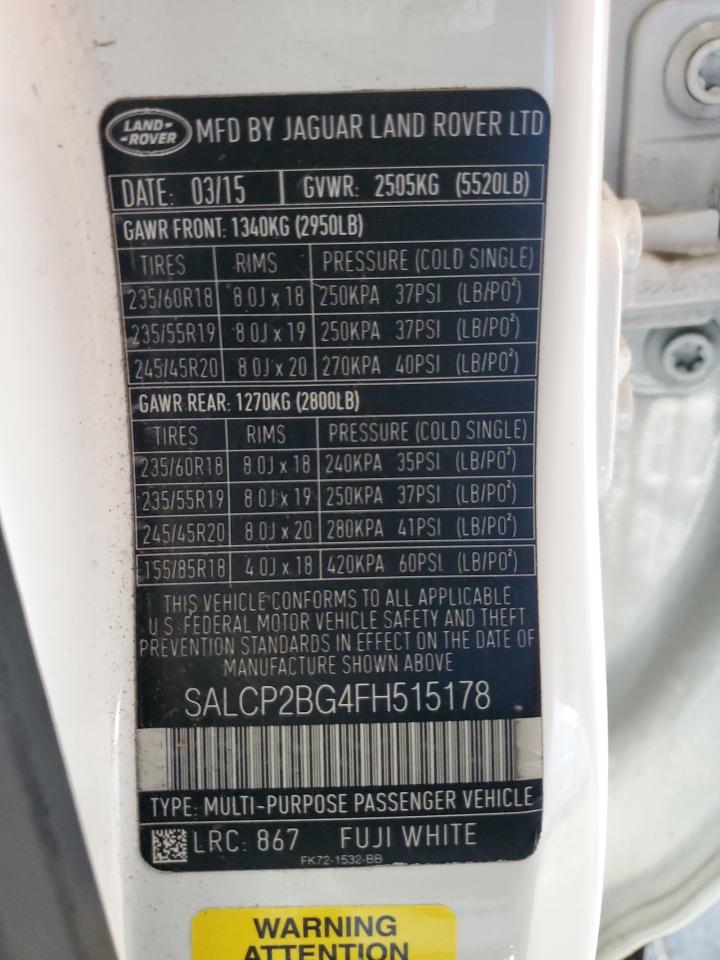 LAND-
-ROVER
MFD BY JAGUAR LAND ROVER LTD
DATE: 03/15 GVWR: 2505KG (5520LB)
GAWR FRONT: 1340KG (2950LB)
TIRES RIMS PRESSURE (COLD SINGLE)
235/60R18 8.0J x 18 250KPA 37PSI (LB/PO²)
235/55R19 8.0J x 19 250KPA 37PSI (LB/PO²)
245/45R20 8.0J x 20 270KPA 40PSI (LB/PO²)
GAWR REAR: 1270KG (2800LB)
TIRES RIMS PRESSURE (COLD SINGLE)
235/60R18 8.0J x 18 240KPA 35PSI (LB/PO²)
235/55R19 8.0J x 19 250KPA 37PSI (LB/PO²)
245/45R20 8.0J x 20 280KPA 41PSI (LB/PO²)
155/85R18 4.0J x 18 420KPA 60PSI (LB/PO²)
THIS VEHICLE CONFORMS TO ALL APPLICABLE
U.S. FEDERAL MOTOR VEHICLE SAFETY AND THEFT
PREVENTION STANDARDS IN EFFECT ON THE DATE OF
MANUFACTURE SHOWN ABOVE
SALCP2BG4FH515178
TYPE: MULTI-PURPOSE PASSENGER VEHICLE
LRC: 867 FUJI WHITE
FK72-1532-BB
WARNING
ATTENTION